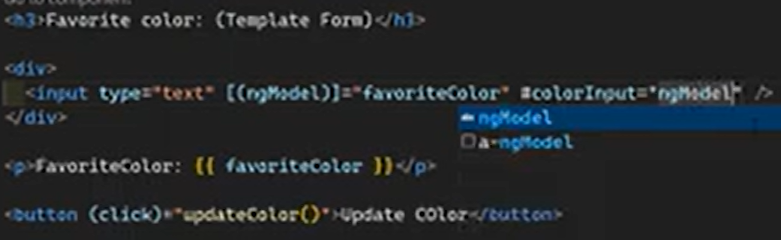 <h3>Favorite color: (Template Form)</h3>
<div>
<input type="text" [(ngModel)]="favoriteColor" #colorInput="ngModel" />
ngModel
</div>
a-ngModel
<p>FavoriteColor: {{ favoriteColor }}</p>
<button (click)="updateColor()">Update COlor</button>